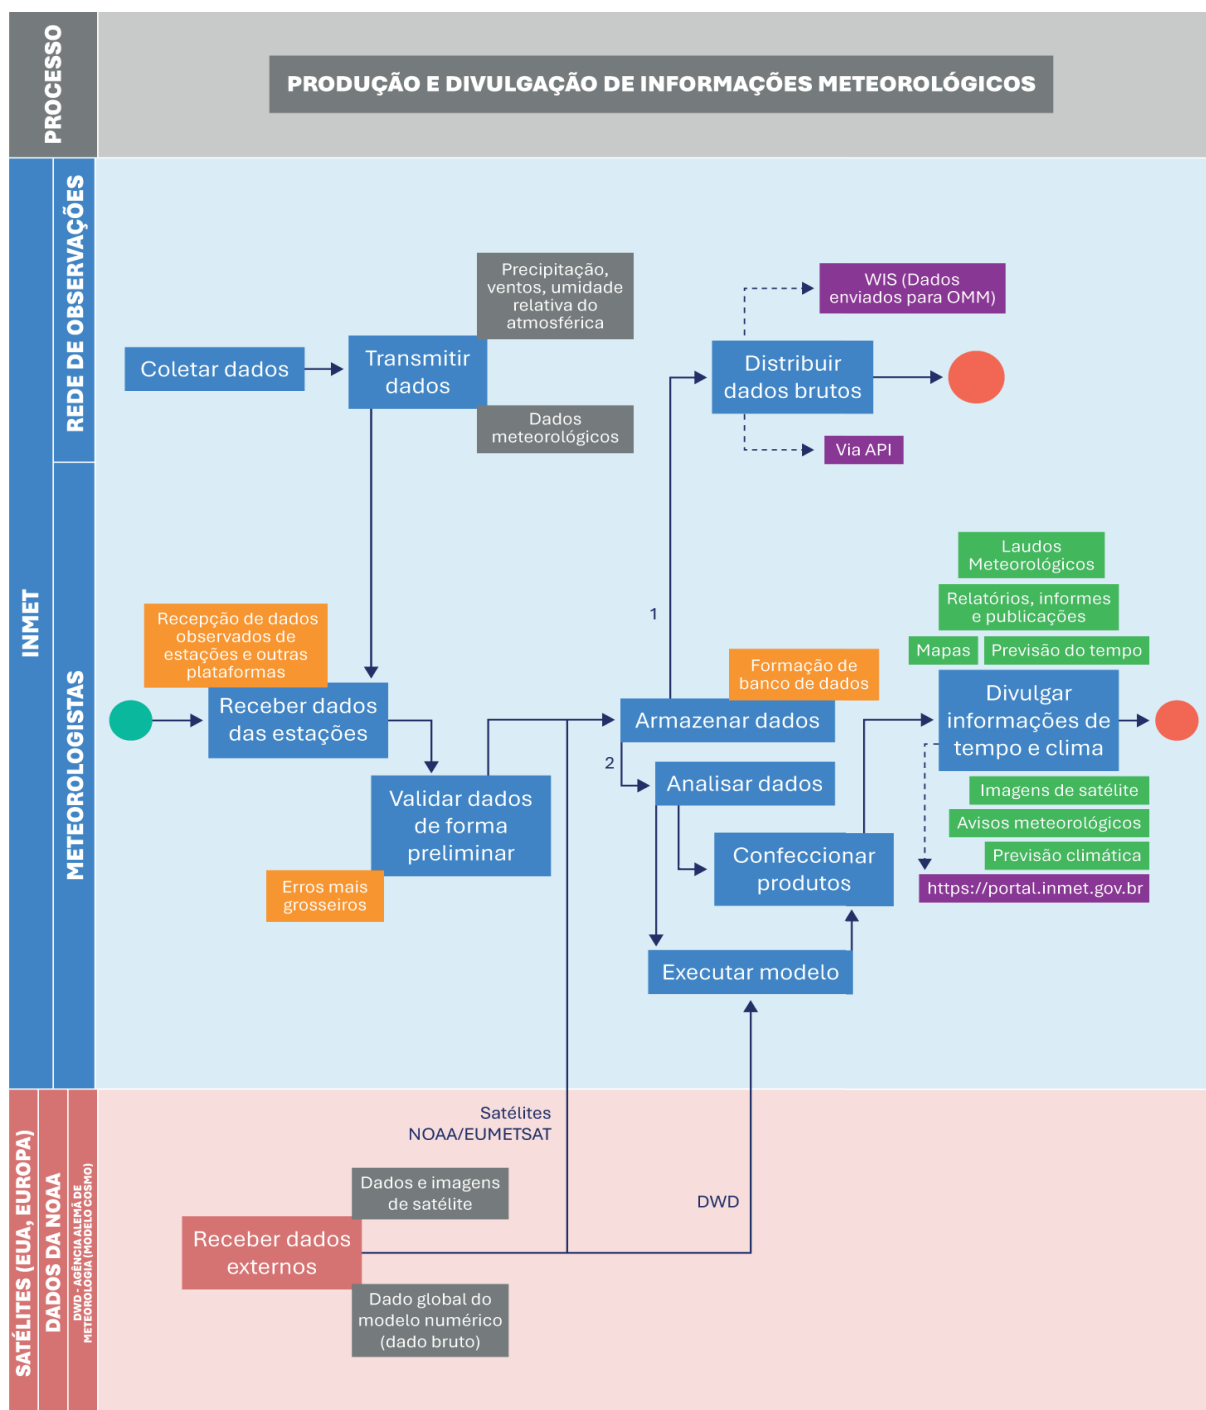 PROCESSO
PRODUÇÃO E DIVULGAÇÃO DE INFORMAÇÕES METEOROLÓGICOS
INMET
REDE DE OBSERVAÇÕES
Coletar dados
Transmitir
dados
Precipitação,
ventos, umidade
relativa do
atmosférica
Dados
meteorológicos
Distribuir
dados brutos
WIS (Dados
enviados para OMM)
Via API
METEOROLOGISTAS
Recepção de dados
observados de
estações e outras
plataformas
Receber dados
das estações
Validar dados
de forma
preliminar
Erros mais
grosseiros
1
Formação de
banco de dados
Armazenar dados
2
Analisar dados
Confeccionar
produtos
Executar modelo
Laudos
Meteorológicos
Relatórios, informes
e publicações
Mapas
Previsão do tempo
Divulgar
informações de
tempo e clima
Imagens de satélite
Avisos meteorológicos
Previsão climática
https://portal.inmet.gov.br
SATÉLITES (EUA, EUROPA)
DADOS DA NOAA
DWD - AGÊNCIA ALEMÃ DE
METEOROLOGIA (MODELO COSMO)
Satélites
NOAA/EUMETSAT
DWD
Dados e imagens
de satélite
Receber dados
externos
Dado global do
modelo numérico
(dado bruto)